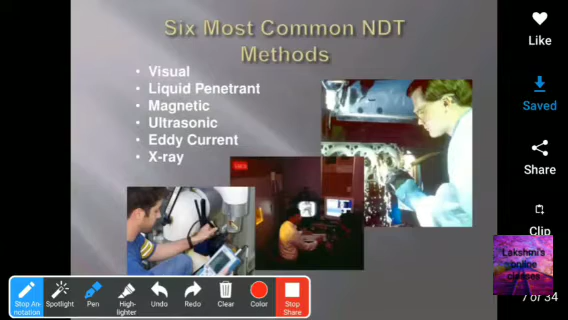 Six Most Common NDT
Methods
• Visual
• Liquid Penetrant
• Magnetic
• Ultrasonic
• Eddy Current
• X-ray
Like
Saved
Share
Clip
Lakshmi's
online
classes
7 of 34
Stop An-
notation
Spotlight
Pen
High-
lighter
Undo
Redo
Clear
Color
Stop
Share